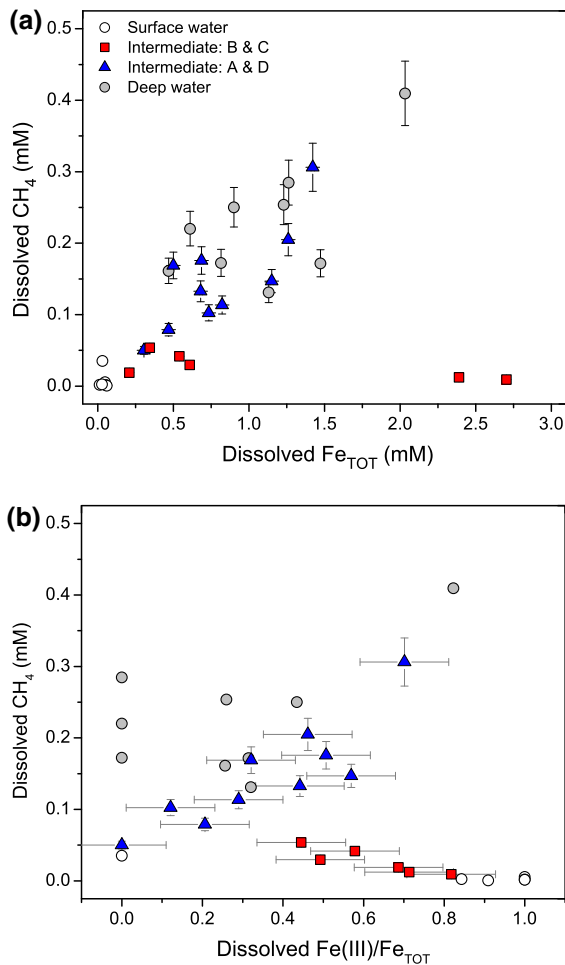 (a)
Surface water
Intermediate: B & C
Intermediate: A & D
Deep water
0.5
0.4
0.3
0.2
0.1
0.0
Dissolved CH₄ (mM)
0.0 0.5 1.0 1.5 2.0 2.5 3.0
Dissolved Fe_TOT (mM)
(b)
0.5
0.4
0.3
0.2
0.1
0.0
Dissolved CH₄ (mM)
0.0 0.2 0.4 0.6 0.8 1.0
Dissolved Fe(III)/Fe_TOT